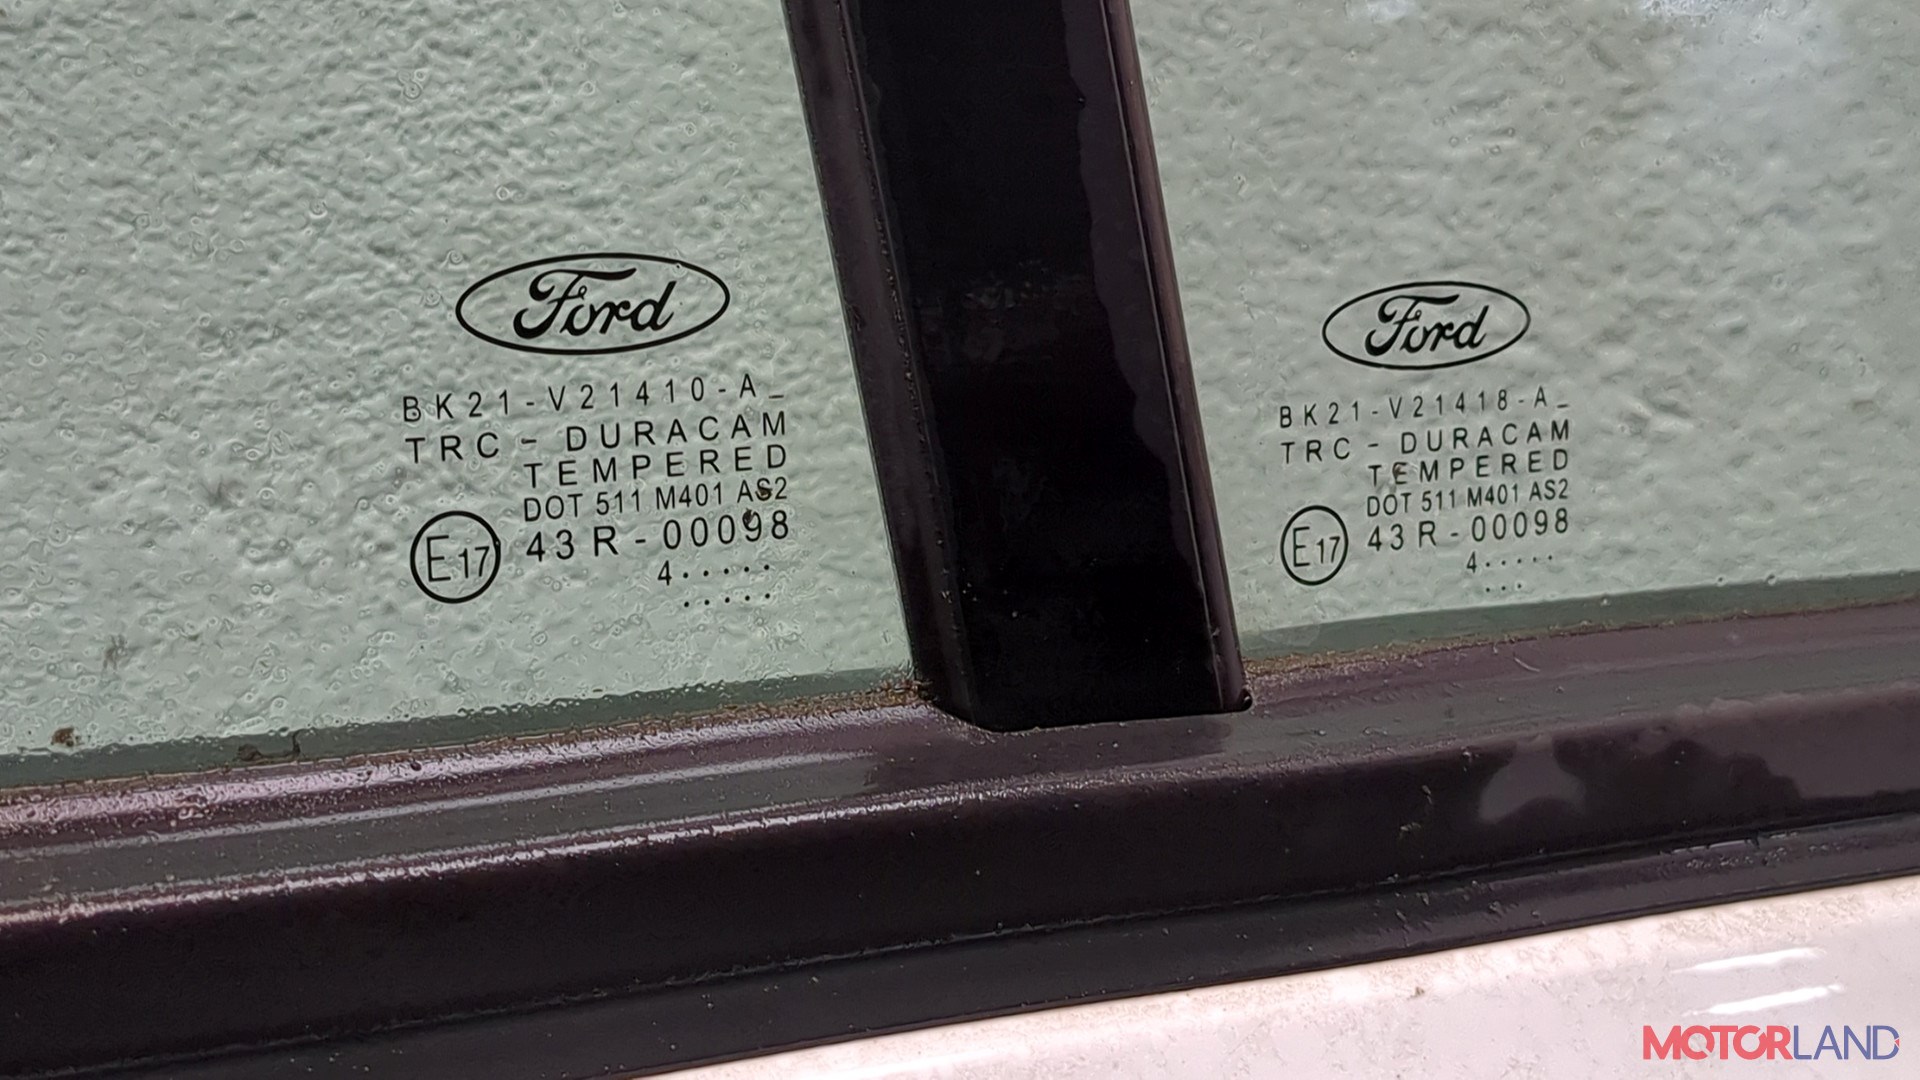 Ford
BK21-V21410-A_
TRC - DURACAM
TEMPERED
DOT 511 M401 AS2
E17 43R-00098
4.....
.....
Ford
BK21-V21418-A_
TRC - DURACAM
TEMPERED
DOT 511 M401 AS2
E17 43R-00098
4.....
...
MOTORLAND